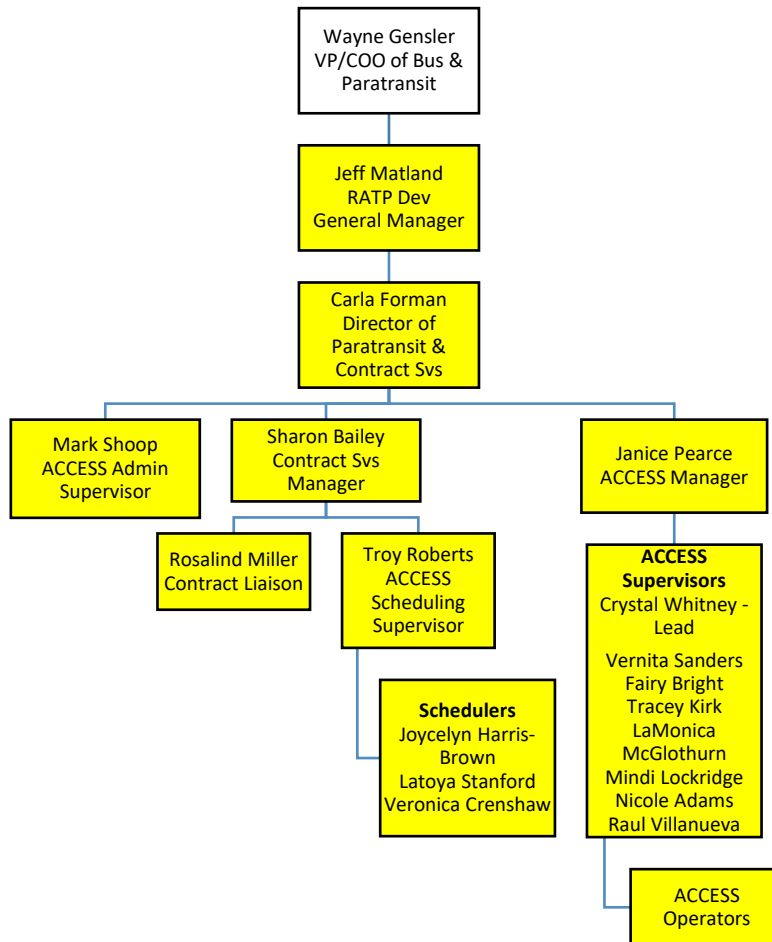 Wayne Gensler
VP/COO of Bus &
Paratransit
Jeff Matland
RATP Dev
General Manager
Carla Forman
Director of
Paratransit &
Contract Svs
Mark Shoop
ACCESS Admin
Supervisor
Sharon Bailey
Contract Svs
Manager
Janice Pearce
ACCESS Manager
Rosalind Miller
Contract Liaison
Troy Roberts
ACCESS
Scheduling
Supervisor
ACCESS
Supervisors
Crystal Whitney -
Lead
Vernita Sanders
Fairy Bright
Tracey Kirk
LaMonica
McGlothurn
Mindi Lockridge
Nicole Adams
Raul Villanueva
Schedulers
Joycelyn Harris-
Brown
Latoya Stanford
Veronica Crenshaw
ACCESS
Operators